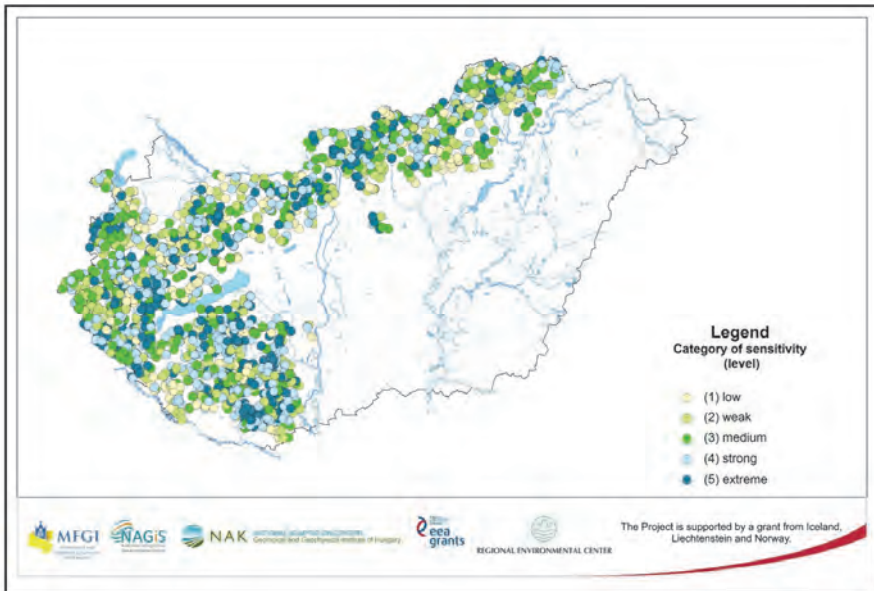 Legend
Category of sensitivity
(level)
(1) low
(2) weak
(3) medium
(4) strong
(5) extreme
MFGI
NAGiS
NAK
Geological and Geophysical Institute of Hungary
eea
grants
REGIONAL ENVIRONMENTAL CENTER
The Project is supported by a grant from Iceland,
Liechtenstein and Norway.